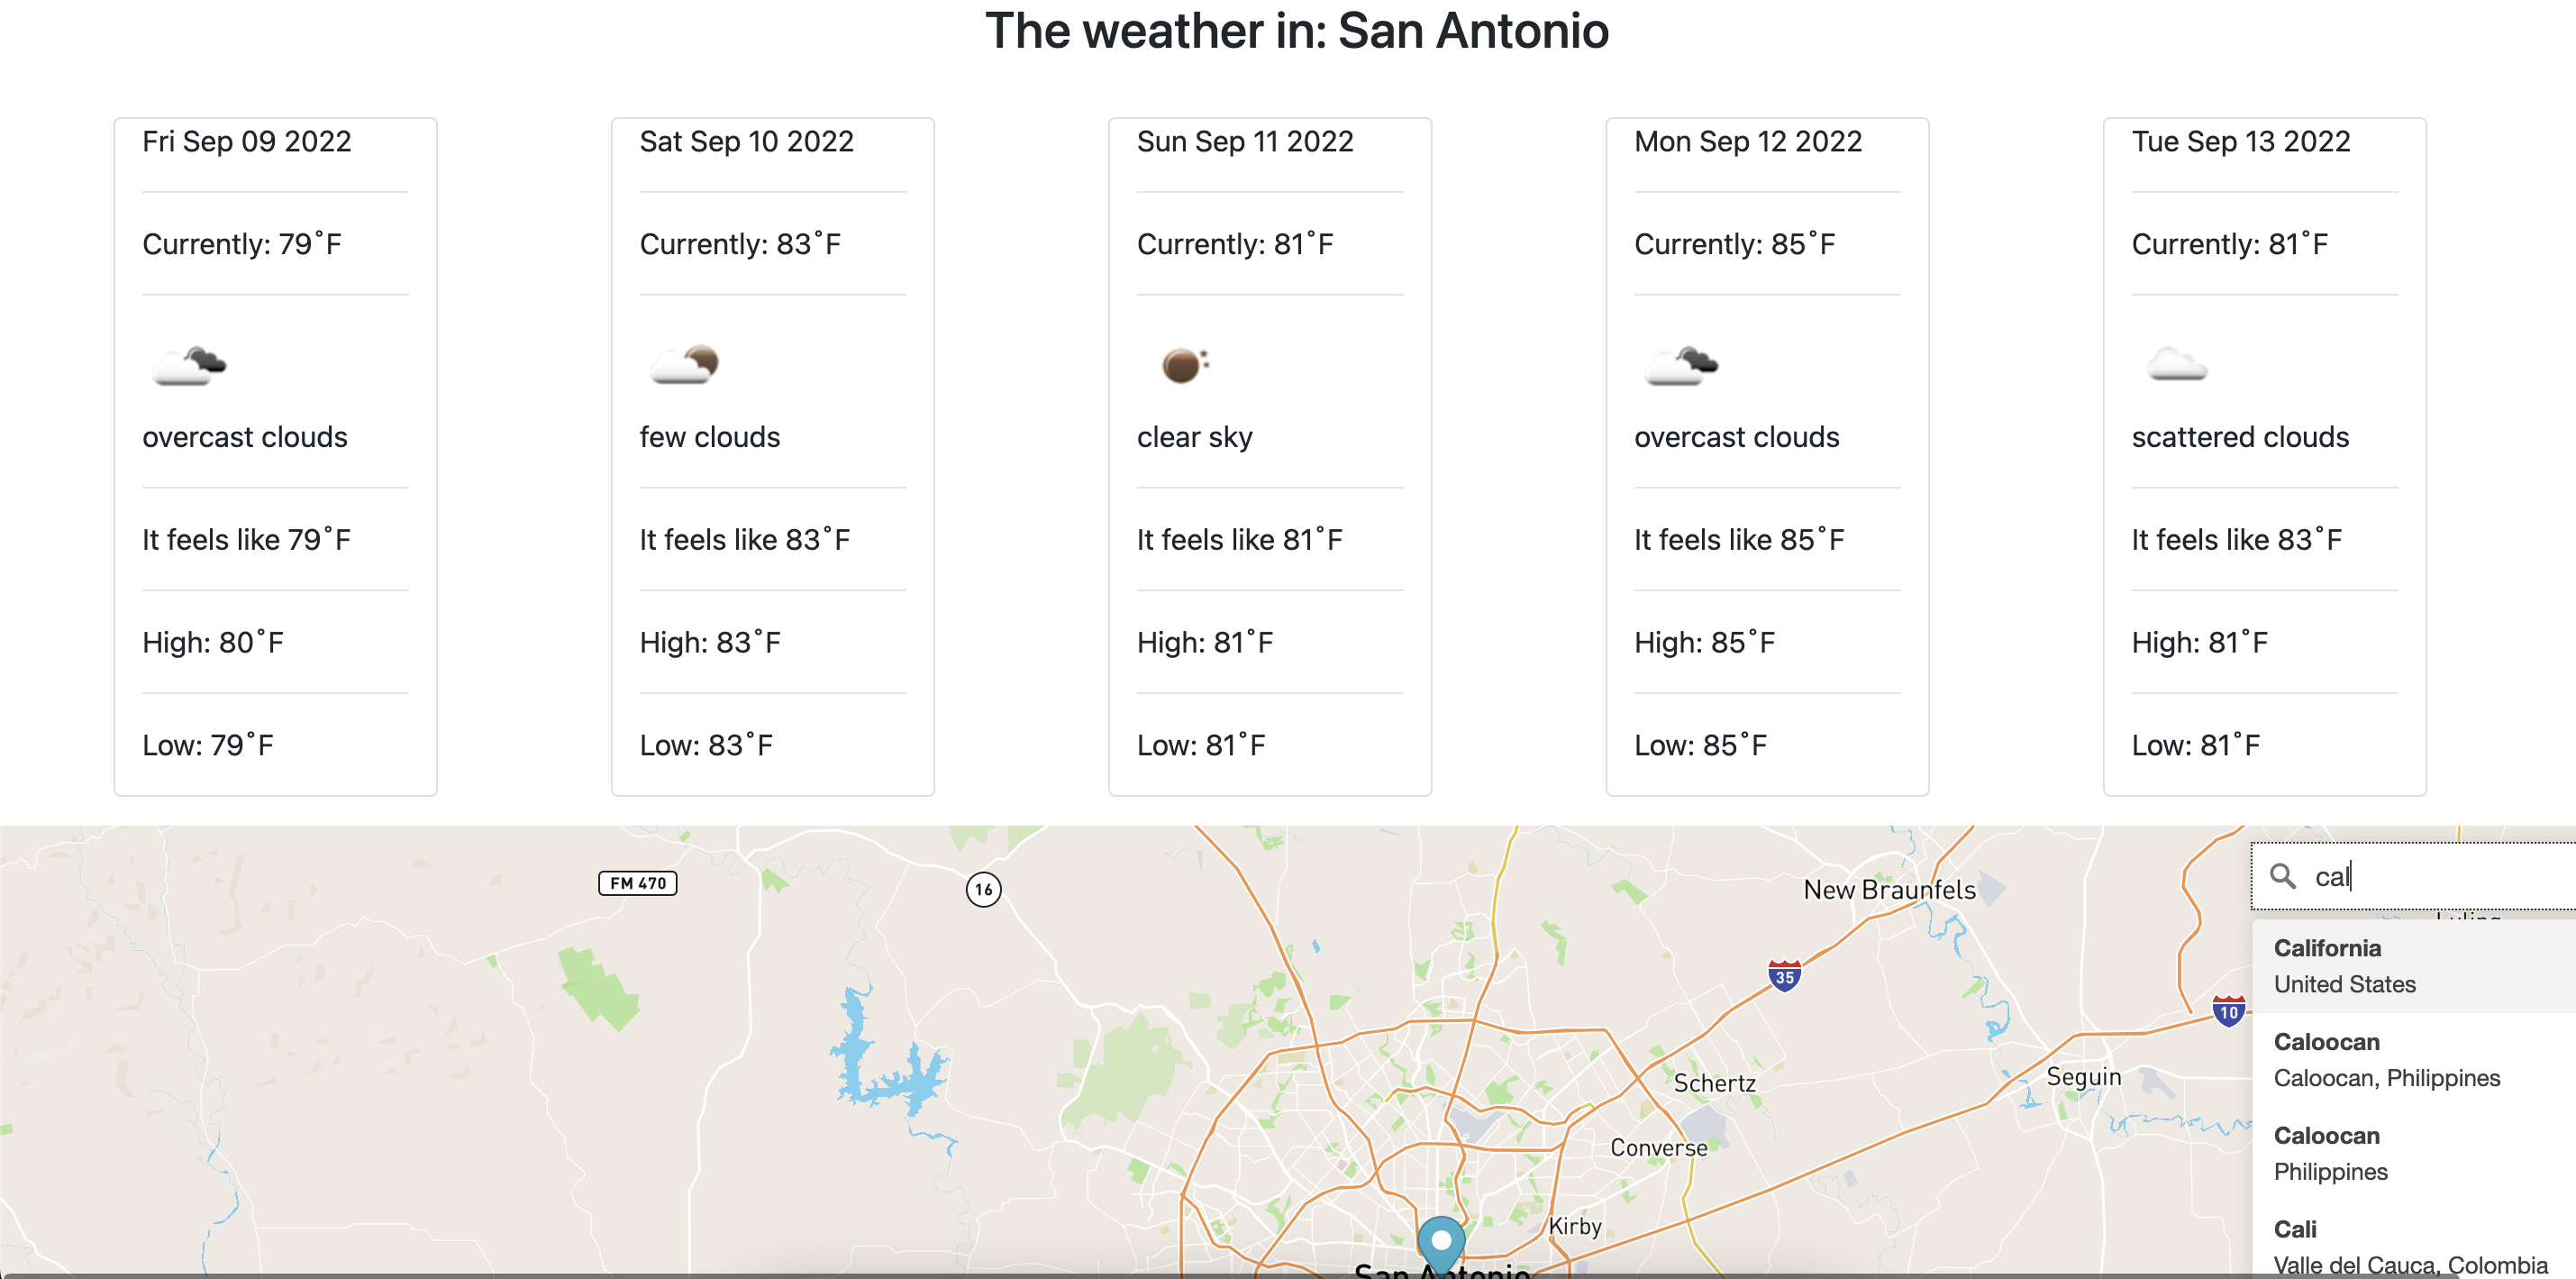 The weather in: San Antonio
Fri Sep 09 2022
Currently: 79˚F
overcast clouds
It feels like 79˚F
High: 80˚F
Low: 79˚F
Sat Sep 10 2022
Currently: 83˚F
few clouds
It feels like 83˚F
High: 83˚F
Low: 83˚F
Sun Sep 11 2022
Currently: 81˚F
clear sky
It feels like 81˚F
High: 81˚F
Low: 81˚F
Mon Sep 12 2022
Currently: 85˚F
overcast clouds
It feels like 85˚F
High: 85˚F
Low: 85˚F
Tue Sep 13 2022
Currently: 81˚F
scattered clouds
It feels like 83˚F
High: 81˚F
Low: 81˚F
FM 470
16
New Braunfels
35
10
Schertz
Seguin
Converse
Kirby
San Antonio
cal
Luling
California
United States
Caloocan
Caloocan, Philippines
Caloocan
Philippines
Cali
Valle del Cauca, Colombia